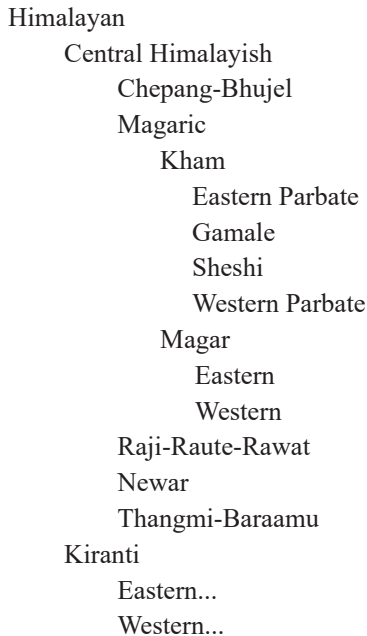 Himalayan
Central Himalayish
Chepang-Bhujel
Magaric
Kham
Eastern Parbate
Gamale
Sheshi
Western Parbate
Magar
Eastern
Western
Raji-Raute-Rawat
Newar
Thangmi-Baraamu
Kiranti
Eastern...
Western...